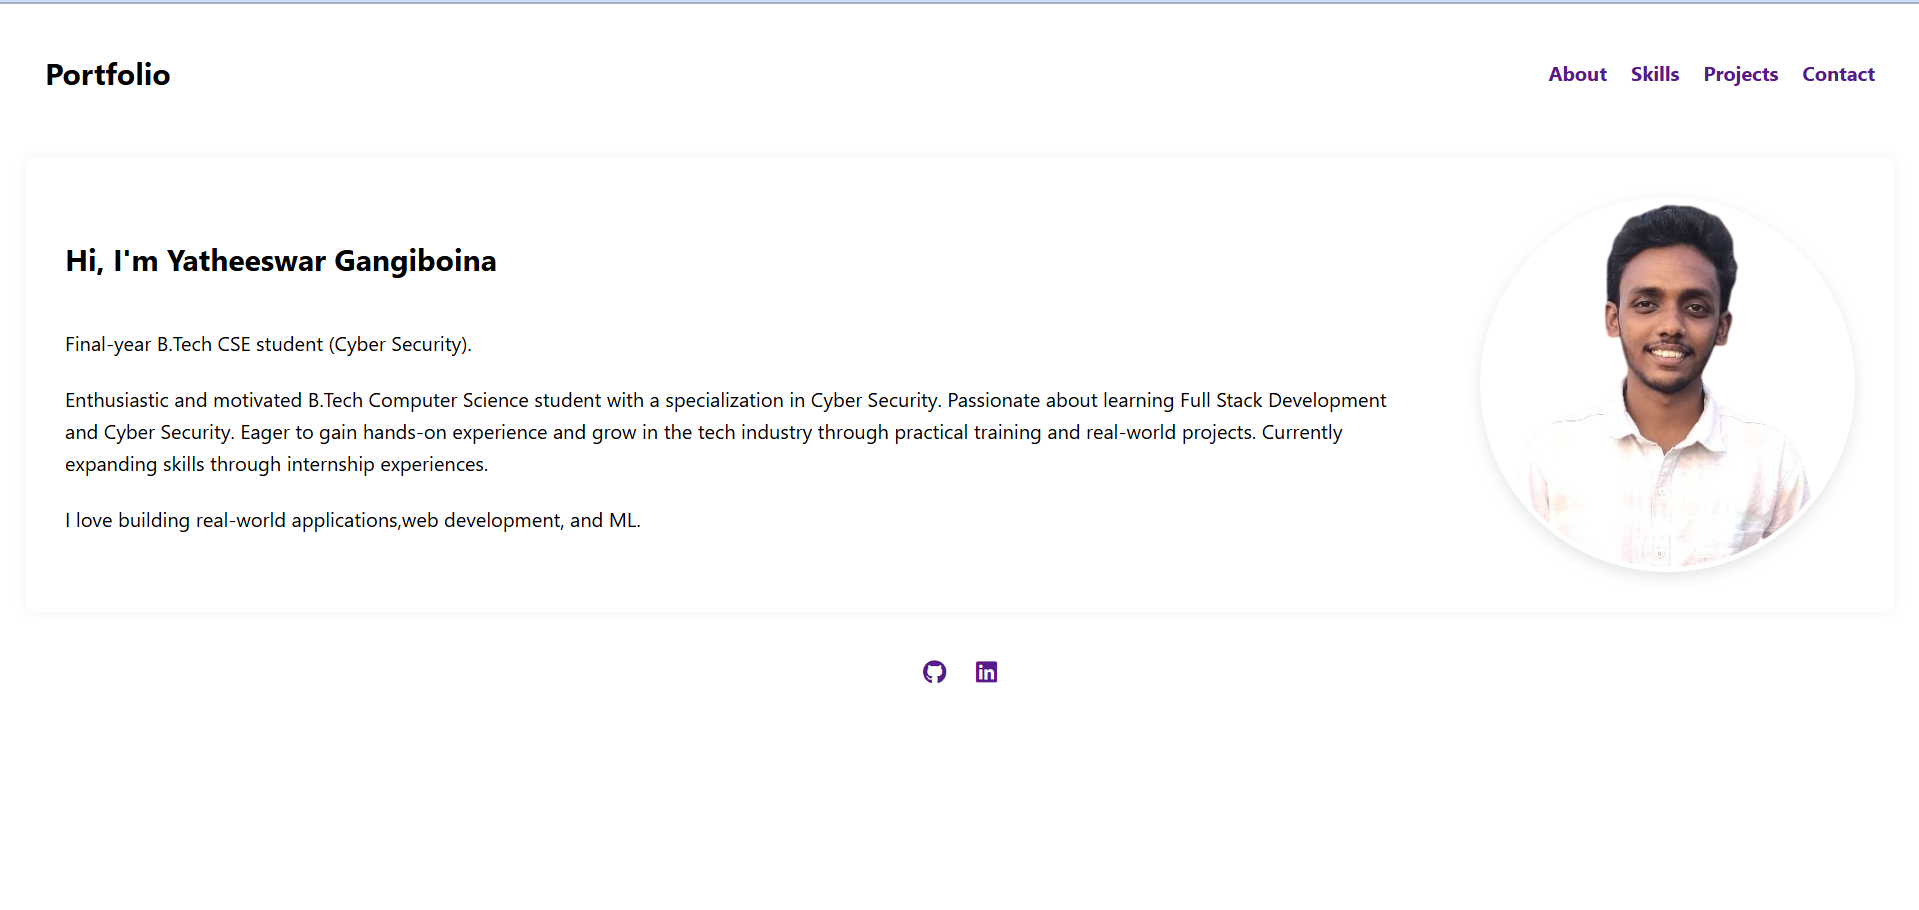 Portfolio
About Skills Projects Contact
Hi, I'm Yatheeswar Gangiboina
Final-year B.Tech CSE student (Cyber Security).
Enthusiastic and motivated B.Tech Computer Science student with a specialization in Cyber Security. Passionate about learning Full Stack Development
and Cyber Security. Eager to gain hands-on experience and grow in the tech industry through practical training and real-world projects. Currently
expanding skills through internship experiences.
I love building real-world applications,web development, and ML.
in